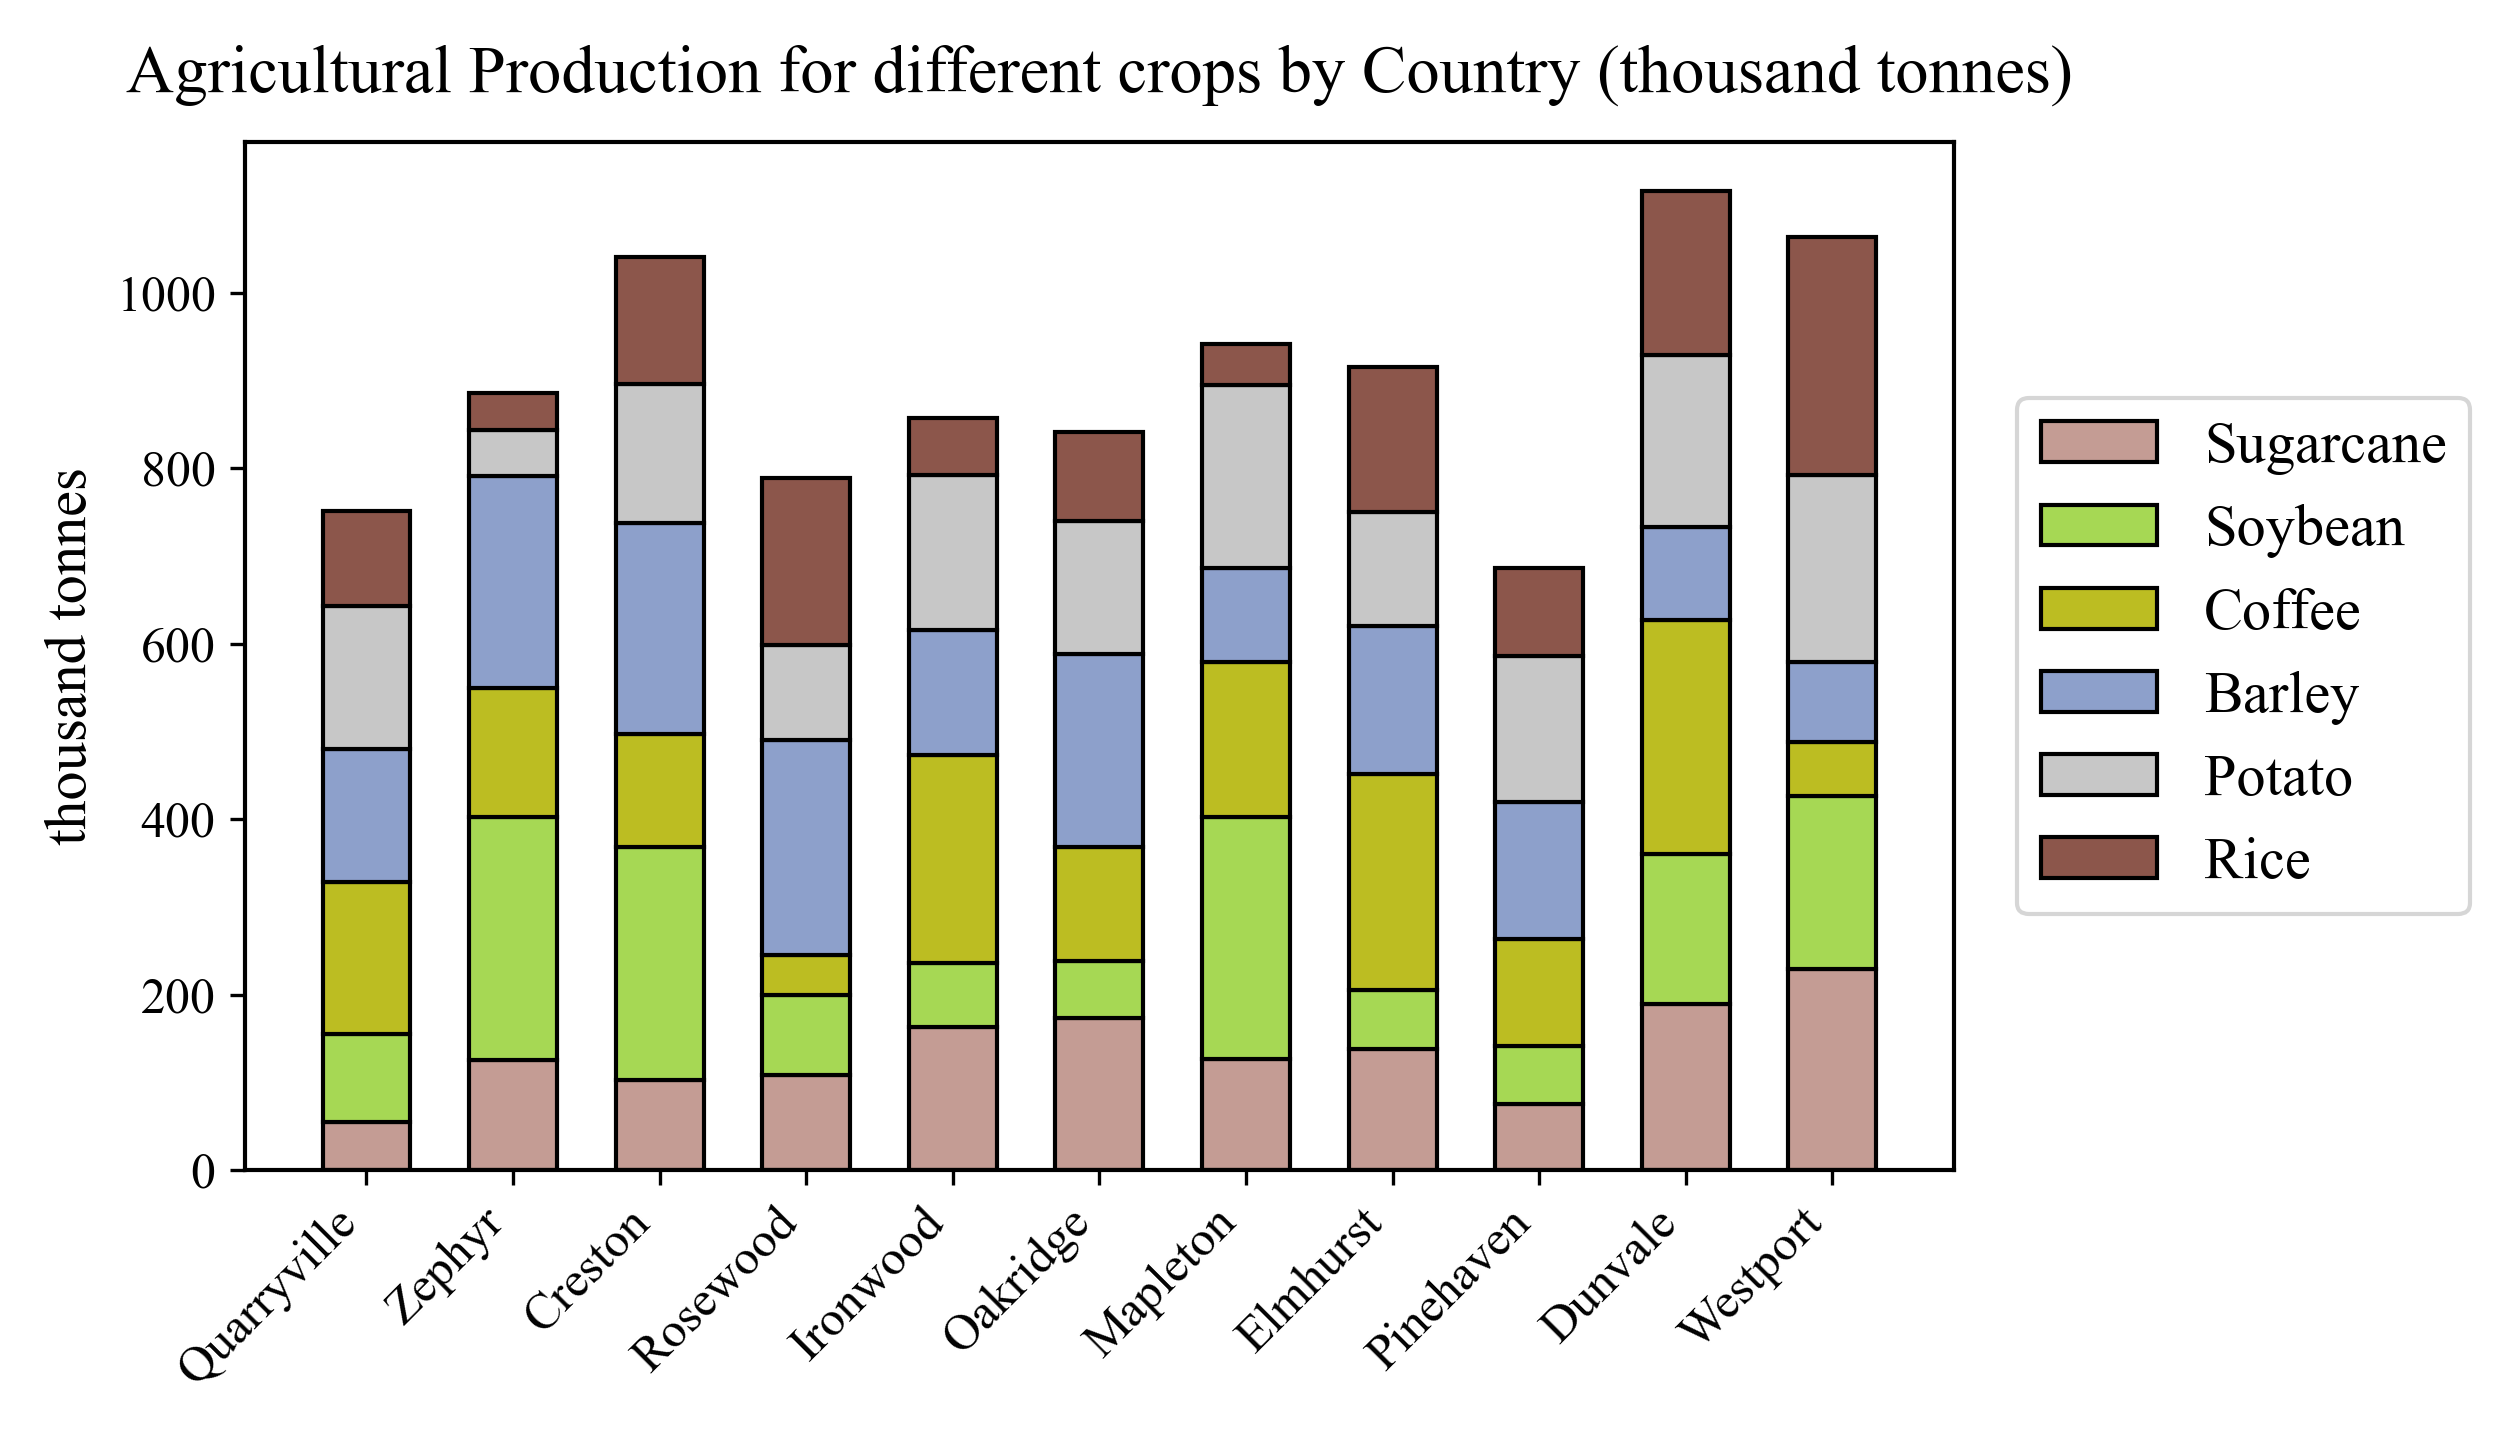 Agricultural Production for different crops by Country (thousand tonnes)
thousand tonnes
1000
800
600
400
200
0
Quarryville
Zephyr
Creston
Rosewood
Ironwood
Oakridge
Mapleton
Elmhurst
Pinehaven
Dunvale
Westport
Sugarcane
Soybean
Coffee
Barley
Potato
Rice